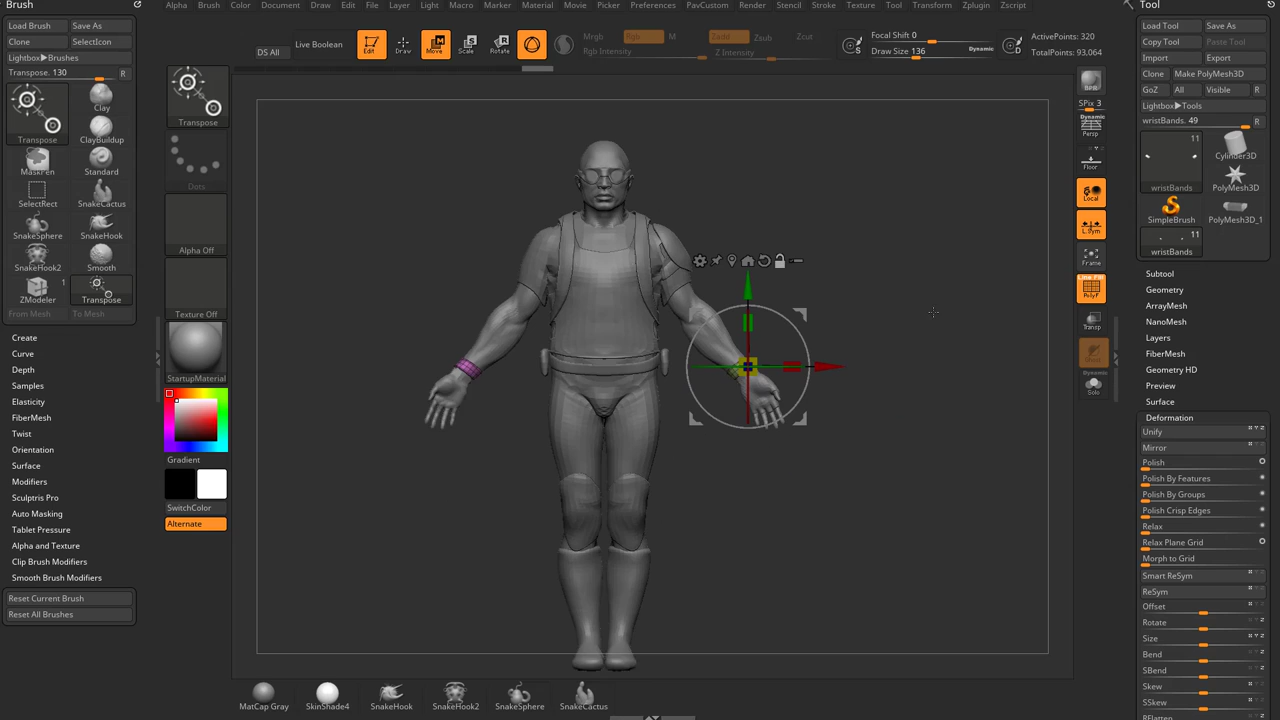 Brush
Alpha Brush Color Document Draw Edit File Layer Light Macro Material Movie Picker Preferences PavCustom Render Stencil Stroke Texture Tool Transform Zplugin Zscript
Tool
Load Brush Save As
Clone SelectIcon
Lightbox▶Brushes
Transpose. 130 R
Transpose
Clay
ClayBuildup
MaskPen Standard
SelectRect SnakeCactus
SnakeSphere SnakeHook
SnakeHook2 Smooth
1
ZModeler Transpose
From Mesh To Mesh
Create
Curve
Depth
Samples
Elasticity
FiberMesh
Twist
Orientation
Surface
Modifiers
Sculptris Pro
Auto Masking
Tablet Pressure
Alpha and Texture
Clip Brush Modifiers
Smooth Brush Modifiers
Reset Current Brush
Reset All Brushes
DS All
Live Boolean
Edit
Draw
Move
Scale
Rotate
Mrgb Rgb M
Rgb Intensity
Zadd Zsub Zcut
Z Intensity
S
Focal Shift 0
Draw Size 136 Dynamic
D
ActivePoints: 320
TotalPoints: 93,064
Transpose
Dots
Alpha Off
Texture Off
StartupMaterial
Gradient
SwitchColor
Alternate
MatCap Gray SkinShade4 SnakeHook SnakeHook2 SnakeSphere SnakeCactus
BPR
SPix 3
Dynamic
Persp
Floor
Local
L.Sym
Frame
Line Fill
PolyF
Transp
Ghost
Dynamic
Solo
Load Tool Save As
Copy Tool Paste Tool
Import Export
Clone Make PolyMesh3D
GoZ All Visible R
Lightbox▶Tools
wristBands. 49 R
11
wristBands
Cylinder3D
PolyMesh3D
SimpleBrush PolyMesh3D_1
11
wristBands
Subtool
Geometry
ArrayMesh
NanoMesh
Layers
FiberMesh
Geometry HD
Preview
Surface
Deformation
Unify
Mirror
Polish
Polish By Features
Polish By Groups
Polish Crisp Edges
Relax
Relax Plane Grid
Morph to Grid
Smart ReSym
ReSym
Offset
Rotate
Size
Bend
SBend
Skew
SSkew
RFlatten